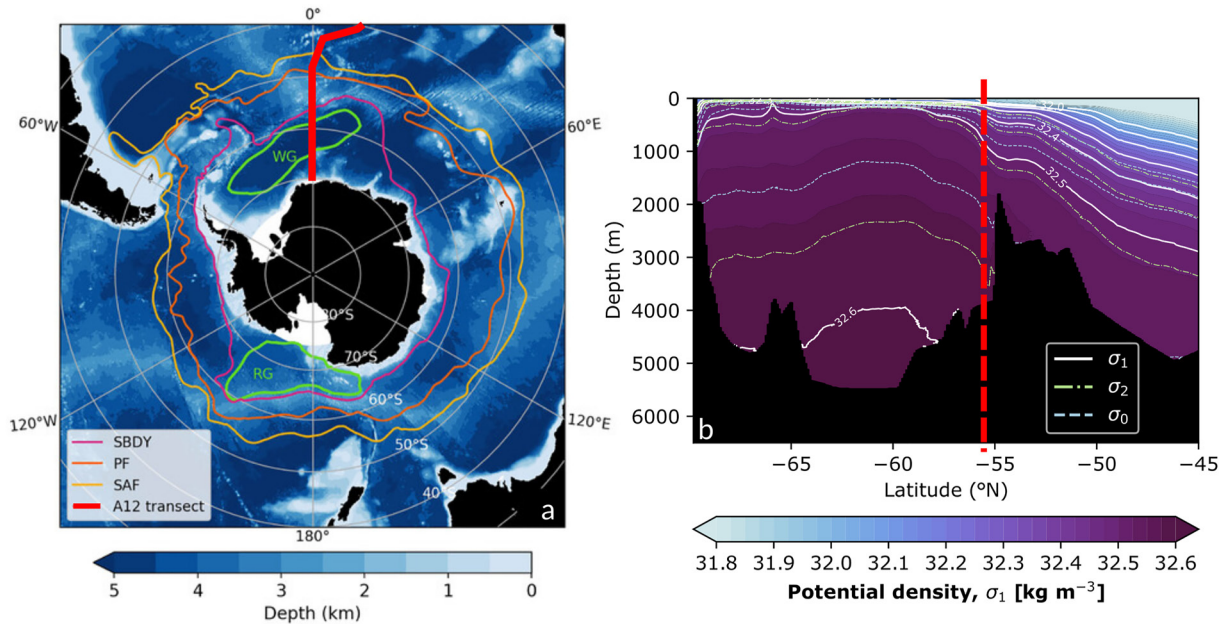 0°
60°W
60°E
WG
80°S
70°S
RG
60°S
120°W
120°E
50°S
40°
SBDY
PF
SAF
A12 transect
a
180°
5 4 3 2 1 0
Depth (km)
0
1000
2000
3000
4000
5000
6000
Depth (m)
32.0
32.4
32.5
32.6
σ₁
σ₂
σ₀
b
−65 −60 −55 −50 −45
Latitude (°N)
31.8 31.9 32.0 32.1 32.2 32.3 32.4 32.5 32.6
Potential density, σ₁ [kg m⁻³]